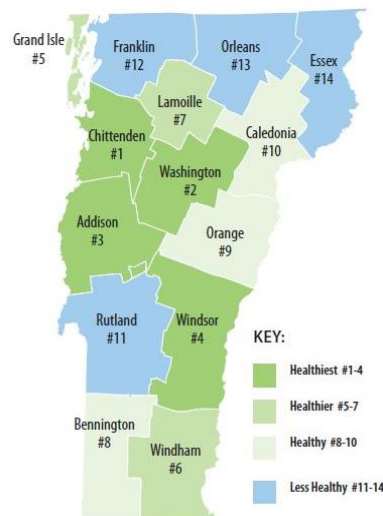 Grand Isle
#5
Franklin
#12
Orleans
#13
Essex
#14
Lamoille
#7
Chittenden
#1
Caledonia
#10
Washington
#2
Addison
#3
Orange
#9
Rutland
#11
Windsor
#4
Bennington
#8
Windham
#6
KEY:
Healthiest #1-4
Healthier #5-7
Healthy #8-10
Less Healthy #11-14